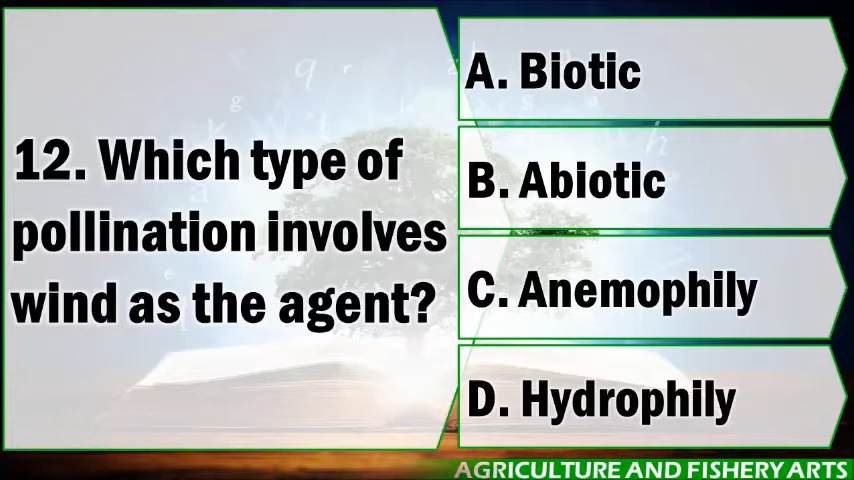 12. Which type of
pollination involves
wind as the agent?
A. Biotic
B. Abiotic
C. Anemophily
D. Hydrophily
AGRICULTURE AND FISHERY ARTS